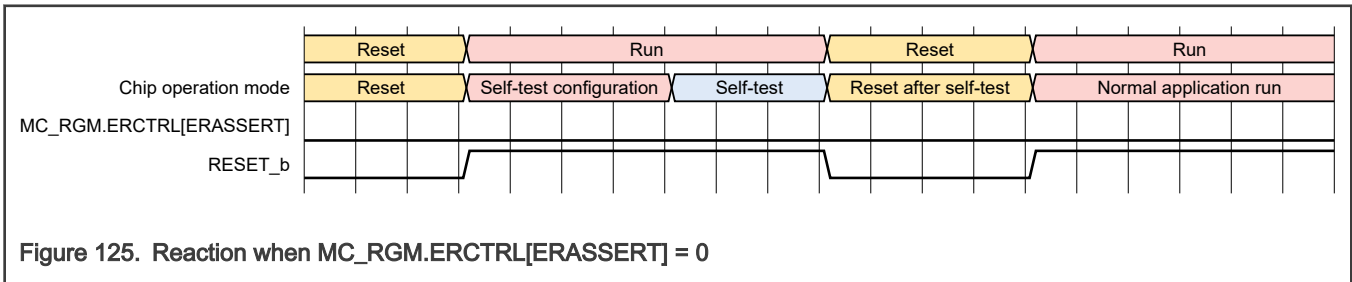 Reset Run Reset Run
Chip operation mode Reset Self-test configuration Self-test Reset after self-test Normal application run
MC_RGM.ERCTRL[ERASSERT]
RESET_b
Figure 125. Reaction when MC_RGM.ERCTRL[ERASSERT] = 0